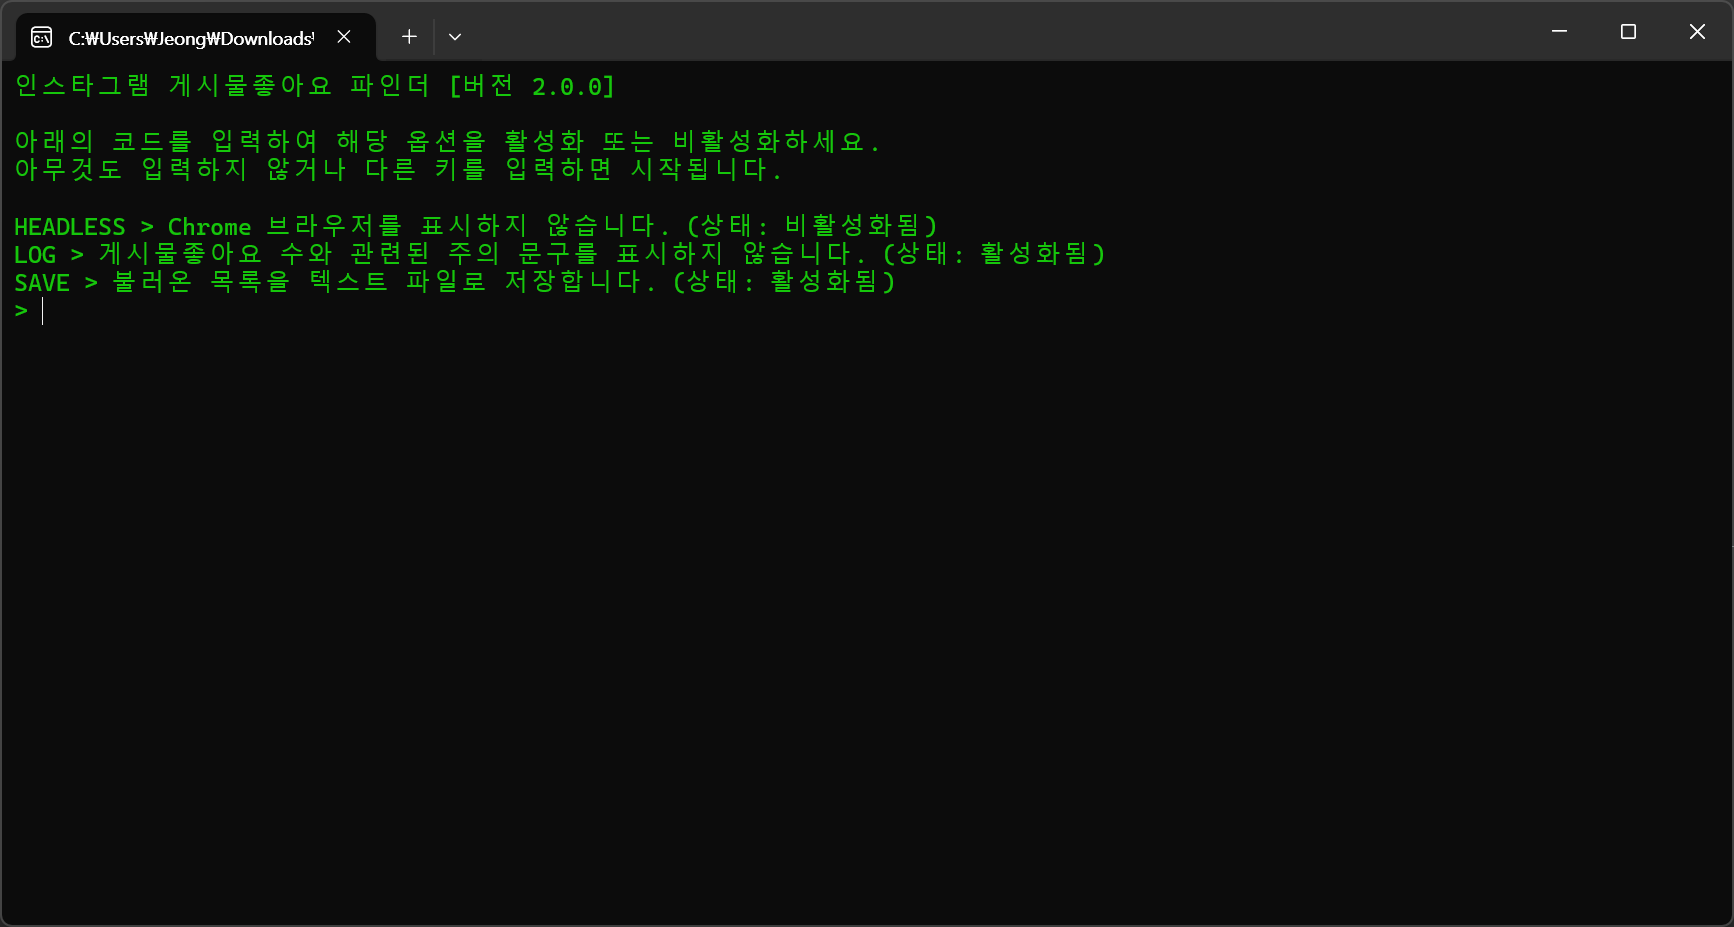 C:₩Users₩Jeong₩Downloads
인스타그램 게시물좋아요 파인더 [버전 2.0.0]
아래의 코드를 입력하여 해당 옵션을 활성화 또는 비활성화하세요.
아무것도 입력하지 않거나 다른 키를 입력하면 시작됩니다.
HEADLESS > Chrome 브라우저를 표시하지 않습니다. (상태: 비활성화됨)
LOG > 게시물좋아요 수와 관련된 주의 문구를 표시하지 않습니다. (상태: 활성화됨)
SAVE > 불러온 목록을 텍스트 파일로 저장합니다. (상태: 활성화됨)
>